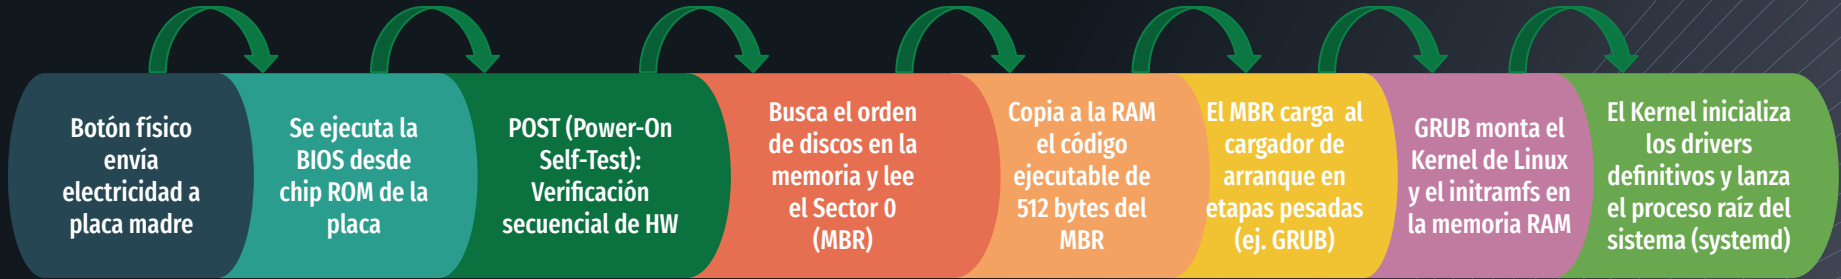 Botón físico
envía
electricidad a
placa madre
Se ejecuta la
BIOS desde
chip ROM de la
placa
POST (Power-On
Self-Test):
Verificación
secuencial de HW
Busca el orden
de discos en la
memoria y lee
el Sector 0
(MBR)
Copia a la RAM
el código
ejecutable de
512 bytes del
MBR
El MBR carga al
cargador de
arranque en
etapas pesadas
(ej. GRUB)
GRUB monta el
Kernel de Linux
y el initramfs en
la memoria RAM
El Kernel inicializa
los drivers
definitivos y lanza
el proceso raíz del
sistema (systemd)